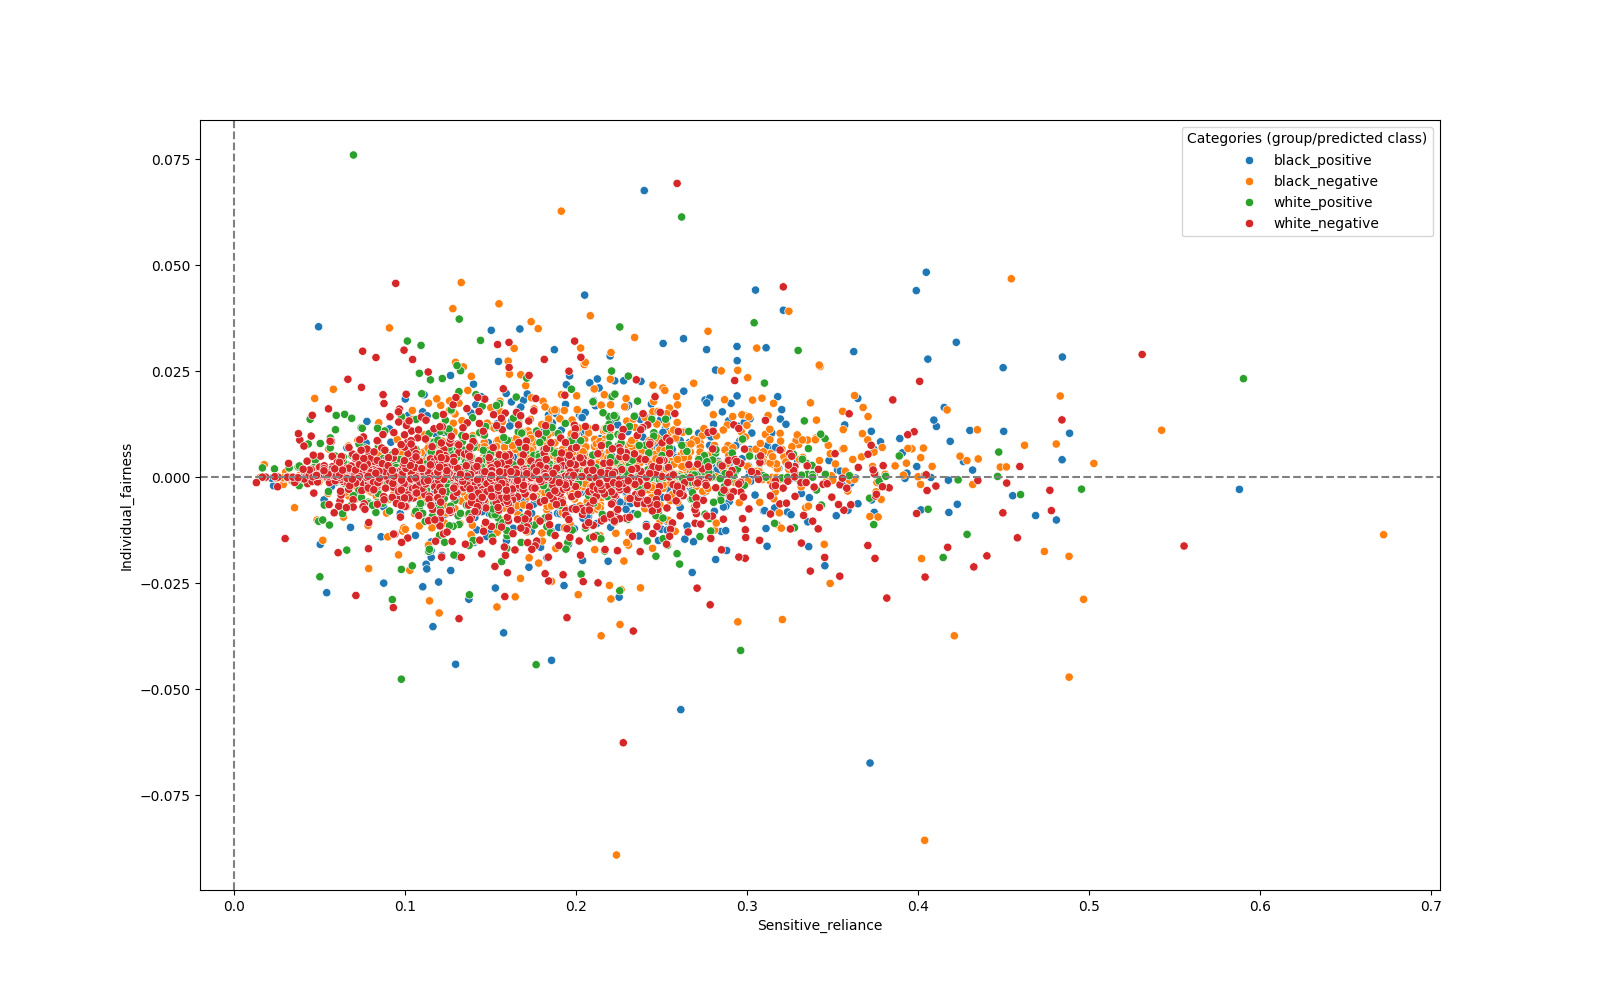 Categories (group/predicted class)
black_positive
black_negative
white_positive
white_negative
0.075
0.050
0.025
0.000
−0.025
−0.050
−0.075
Individual_fairness
0.0 0.1 0.2 0.3 0.4 0.5 0.6 0.7
Sensitive_reliance